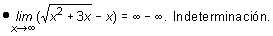 • lim x→∞ (√x² + 3x − x) = ∞ − ∞. Indeterminación.